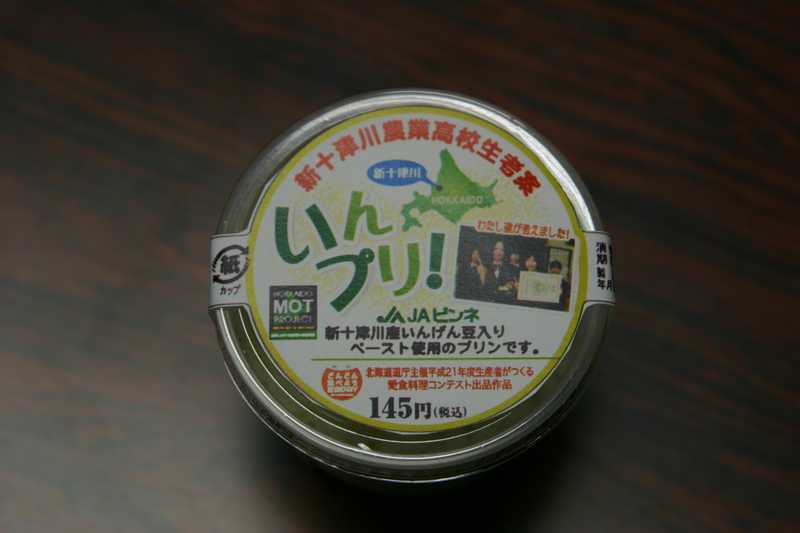 新十津川農業高校生考案
新十津川
HOKKAIDO
いん
プリ!
わたし達が考えました!
HOKKAIDO
MOT
PROJECT
JA JAピンネ
新十津川産いんげん豆入り
ペースト使用のプリンです。
北海道道庁主催平成21年度生産者がつくる
愛食料理コンテスト出品作品
145円(税込)
紙
カップ
消期
年月